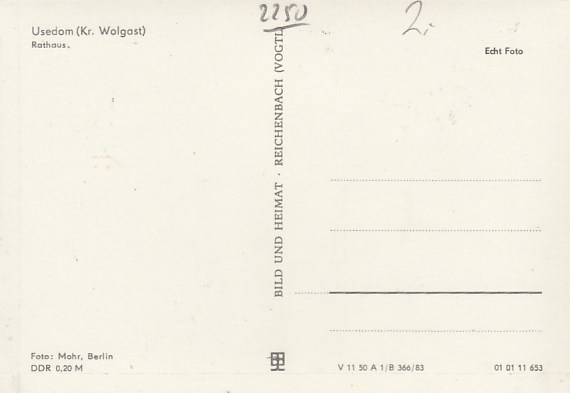 2250
2,-
Usedom (Kr. Wolgast)
Rathaus.
Echt Foto
BILD UND HEIMAT · REICHENBACH (VOGTL
Foto: Mohr, Berlin
DDR 0,20 M
V 11 50 A 1/B 366/83
01 01 11 653